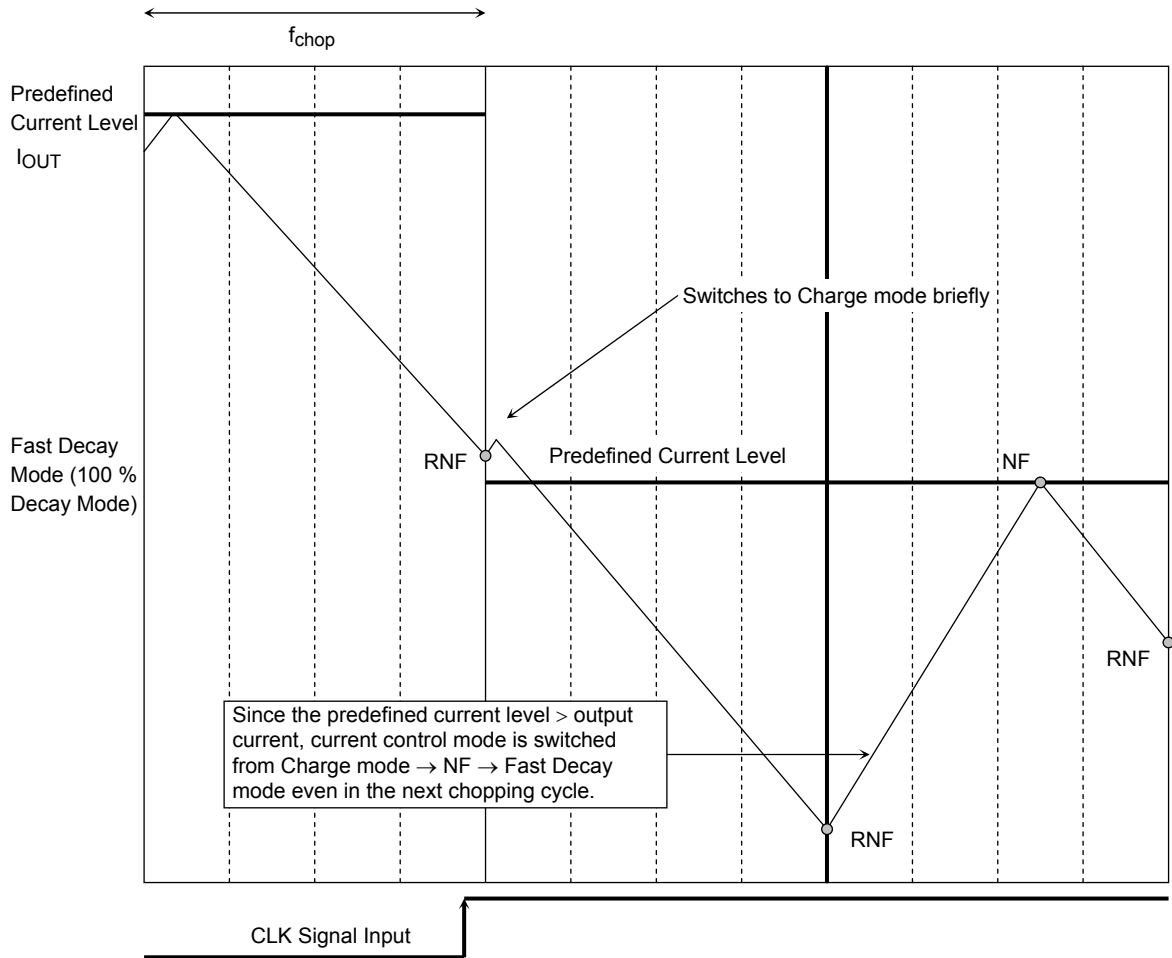 fchop
Predefined
Current Level
IOUT
Switches to Charge mode briefly
Fast Decay
Mode (100 %
Decay Mode)
RNF
Predefined Current Level
NF
RNF
Since the predefined current level > output
current, current control mode is switched
from Charge mode → NF → Fast Decay
mode even in the next chopping cycle.
RNF
CLK Signal Input